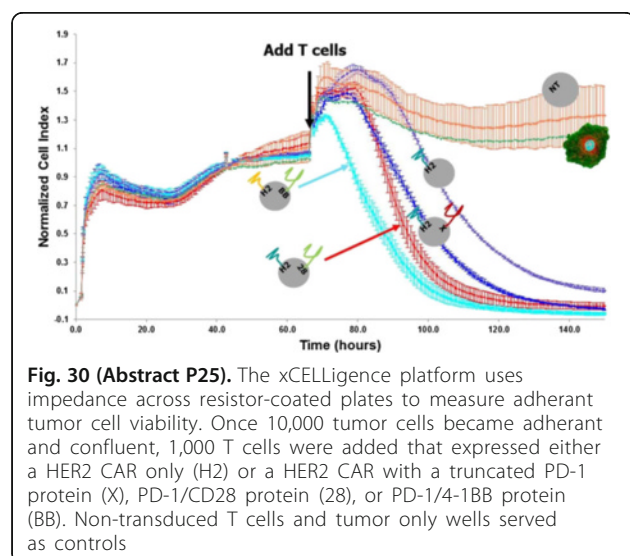 Add T cells
Normalized Cell Index
1.9
1.7
1.5
1.3
1.1
0.9
0.7
0.5
0.3
0.1
-0.1
NT
H2
H2 BB
H2 X
H2 28
0.0 20.0 40.0 60.0 80.0 100.0 120.0 140.0
Time (hours)
Fig. 30 (Abstract P25). The xCELLigence platform uses
impedance across resistor-coated plates to measure adherant
tumor cell viability. Once 10,000 tumor cells became adherant
and confluent, 1,000 T cells were added that expressed either
a HER2 CAR only (H2) or a HER2 CAR with a truncated PD-1
protein (X), PD-1/CD28 protein (28), or PD-1/4-1BB protein
(BB). Non-transduced T cells and tumor only wells served
as controls